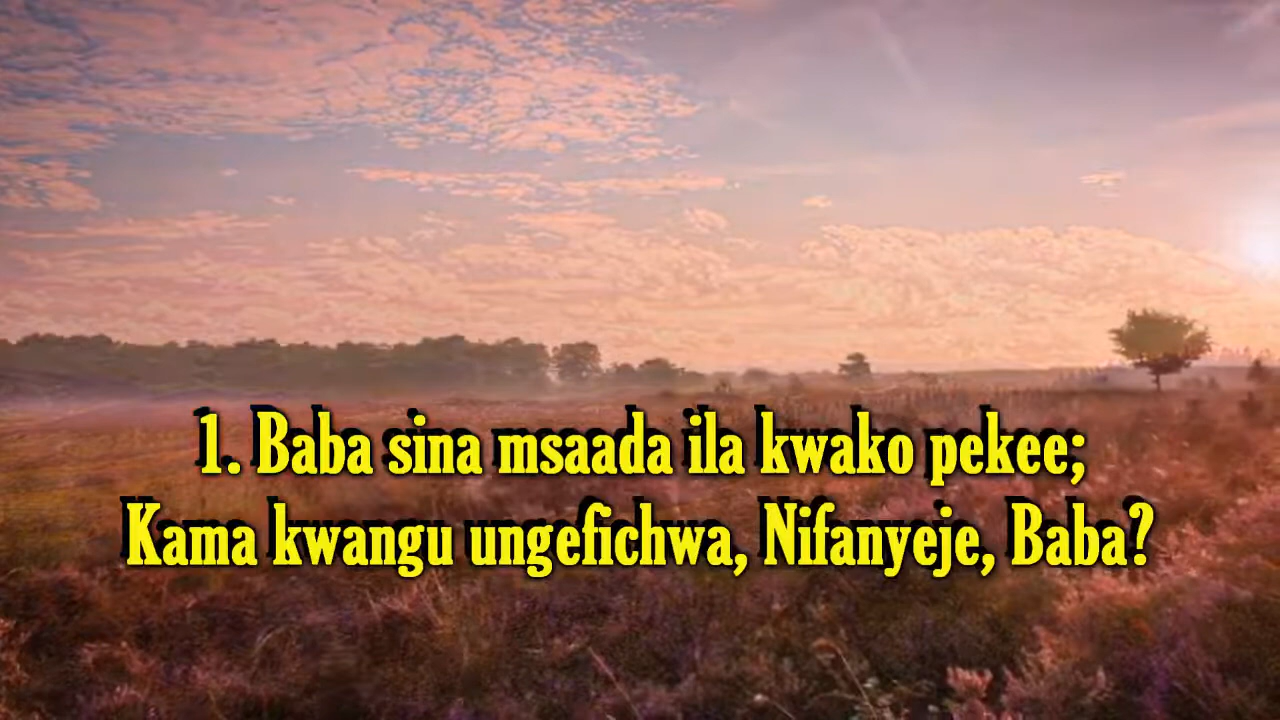 1. Baba sina msaada ila kwako pekee;
Kama kwangu ungefichwa, Nifanyeje, Baba?